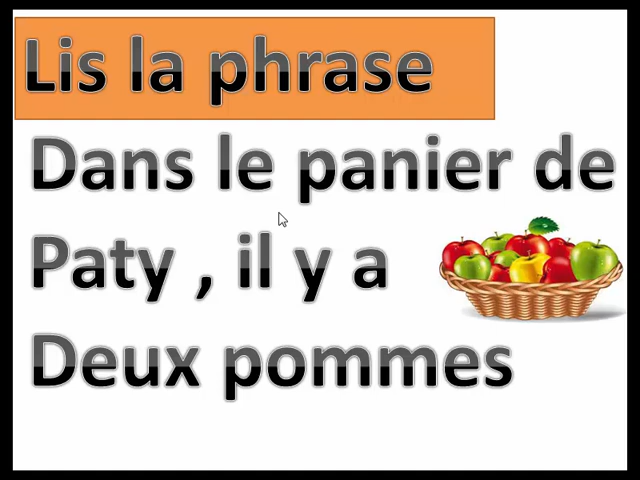 Lis la phrase
Dans le panier de
Paty , il y a
Deux pommes